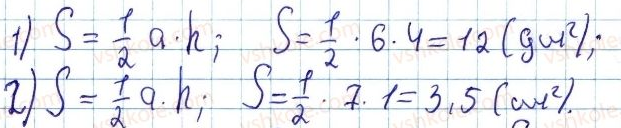 1) S = 1/2 a·h; S = 1/2 · 6 · 4 = 12 (дм²);
2) S = 1/2 a·h; S = 1/2 · 7 · 1 = 3,5 (см²).